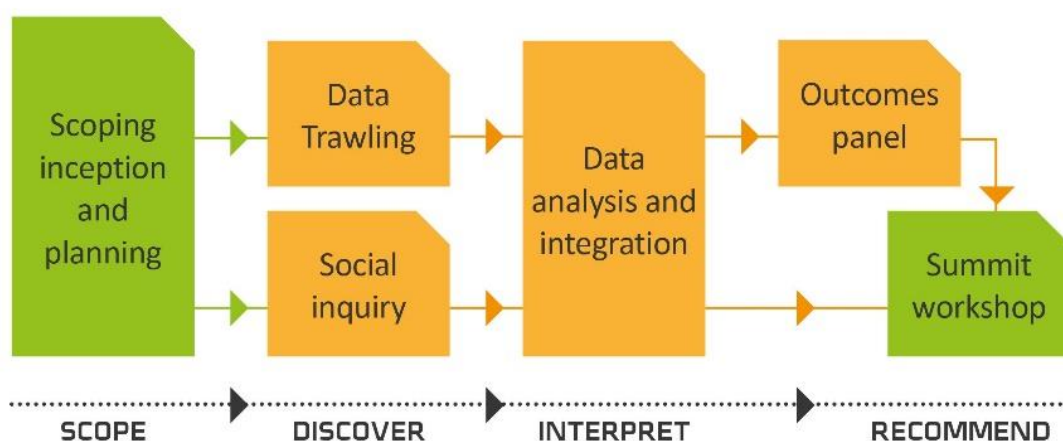 Scoping
inception
and
planning
Data
Trawling
Social
inquiry
Data
analysis and
integration
Outcomes
panel
Summit
workshop
SCOPE
DISCOVER
INTERPRET
RECOMMEND